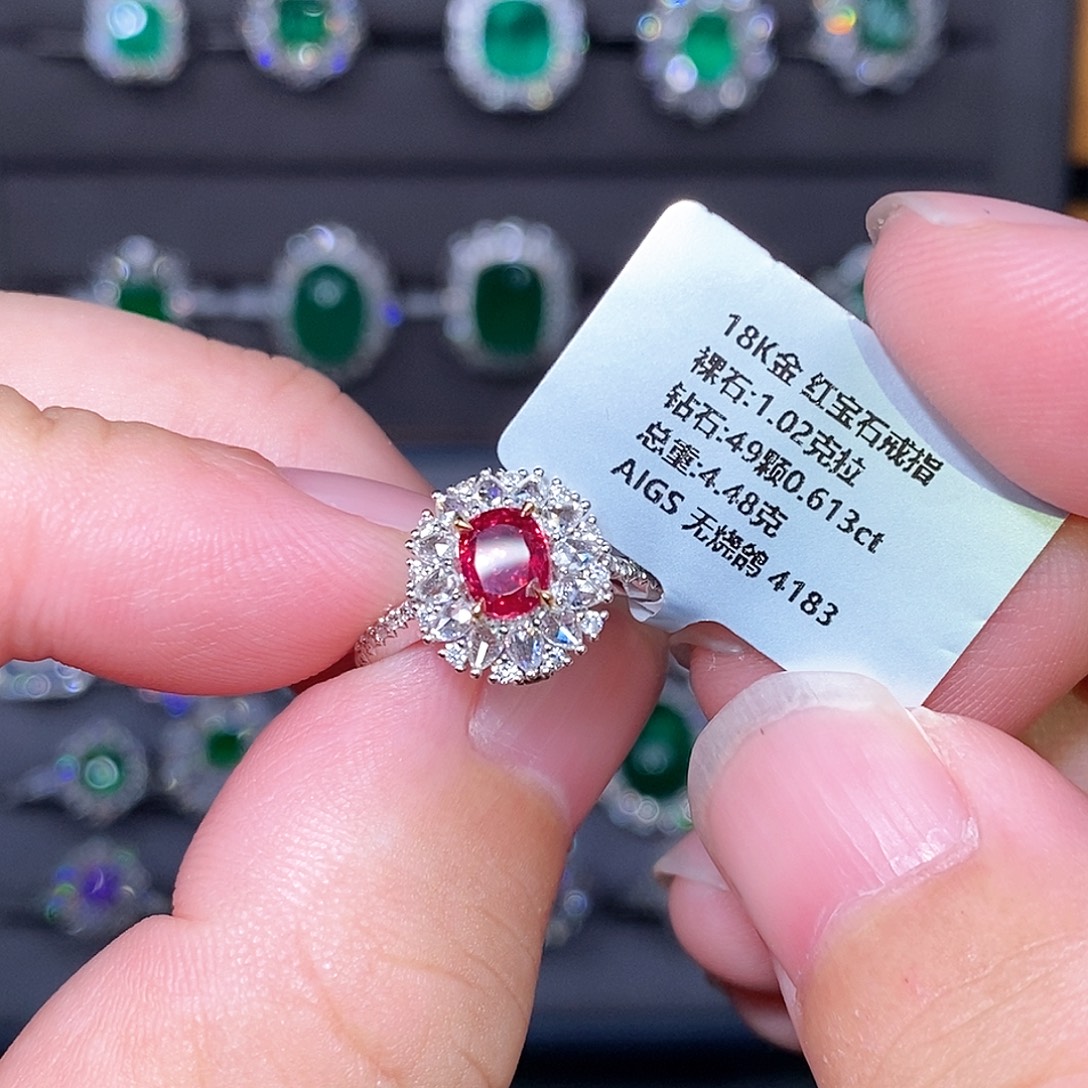 18K金 红宝石戒指
裸石:1.02克拉
钻石:49颗0.613ct
总重:4.48克
AIGS 无烧鸽 4183